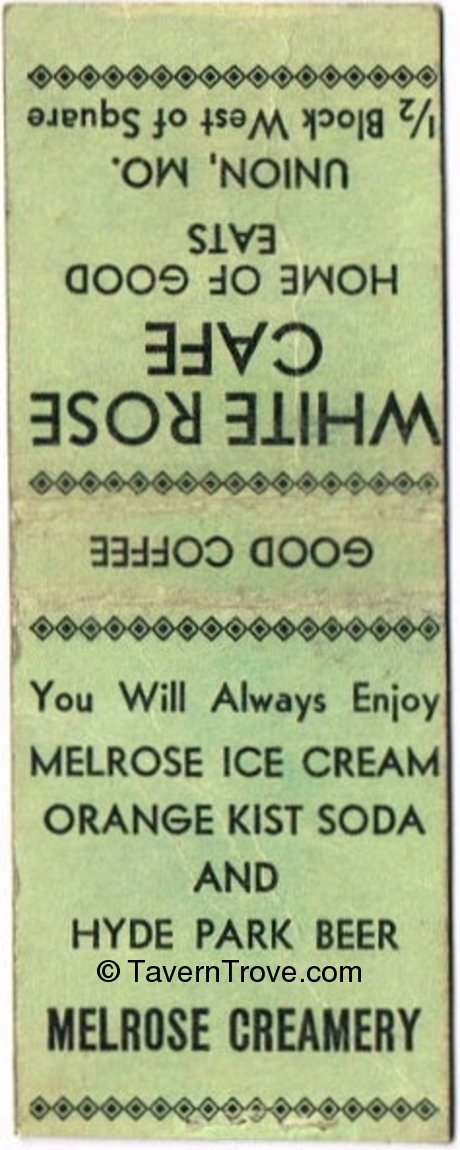 WHITE ROSE
CAFE
HOME OF GOOD
EATS
UNION, MO.
1/2 Block West of Square
GOOD COFFEE
You Will Always Enjoy
MELROSE ICE CREAM
ORANGE KIST SODA
AND
HYDE PARK BEER
© TavernTrove.com
MELROSE CREAMERY